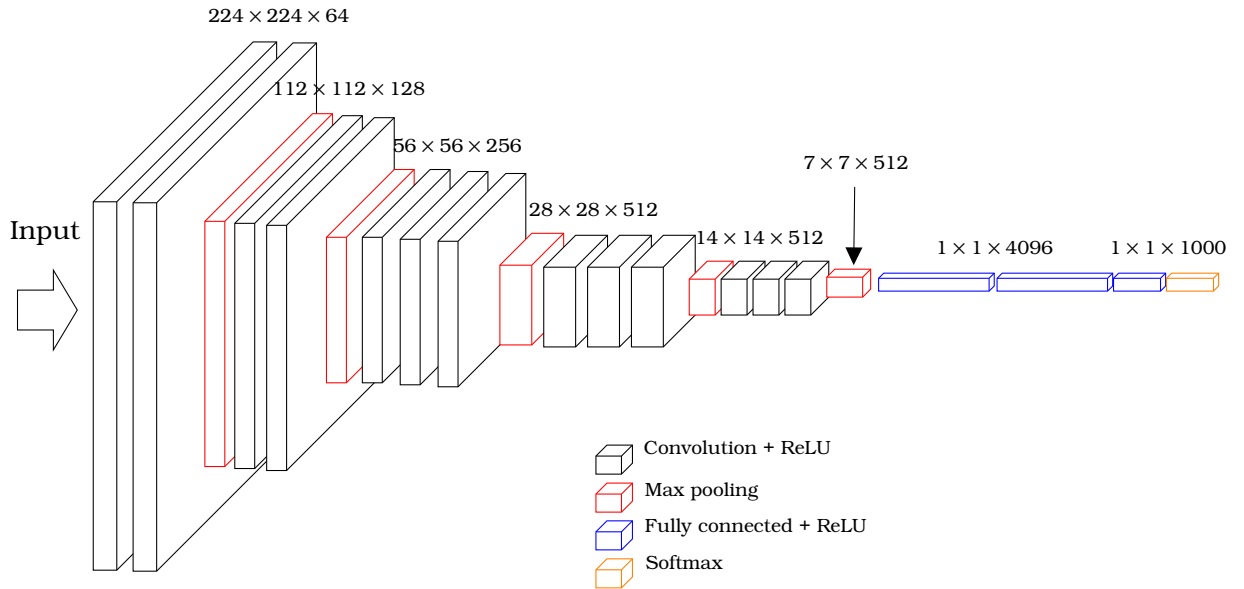 224 × 224 × 64
112 × 112 × 128
56 × 56 × 256
7 × 7 × 512
28 × 28 × 512
Input
14 × 14 × 512
1 × 1 × 4096
1 × 1 × 1000
Convolution + ReLU
Max pooling
Fully connected + ReLU
Softmax